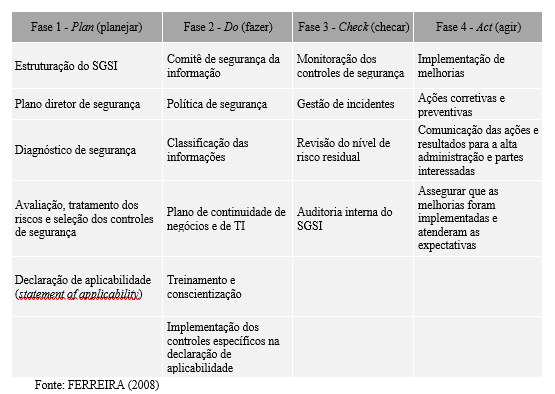 Fase 1 - Plan (planejar)
Fase 2 - Do (fazer)
Fase 3 - Check (checar)
Fase 4 - Act (agir)
Estruturação do SGSI
Comitê de segurança da
informação
Monitoração dos
controles de segurança
Implementação de
melhorias
Plano diretor de segurança
Política de segurança
Gestão de incidentes
Ações corretivas e
preventivas
Diagnóstico de segurança
Classificação das
informações
Revisão do nível de
risco residual
Comunicação das ações e
resultados para a alta
administração e partes
interessadas
Avaliação, tratamento dos
riscos e seleção dos controles
de segurança
Plano de continuidade de
negócios e de TI
Auditoria interna do
SGSI
Assegurar que as
melhorias foram
implementadas e
atenderam as
expectativas
Declaração de aplicabilidade
(statement of applicability)
Treinamento e
conscientização
Implementação dos
controles específicos na
declaração de
aplicabilidade
Fonte: FERREIRA (2008)